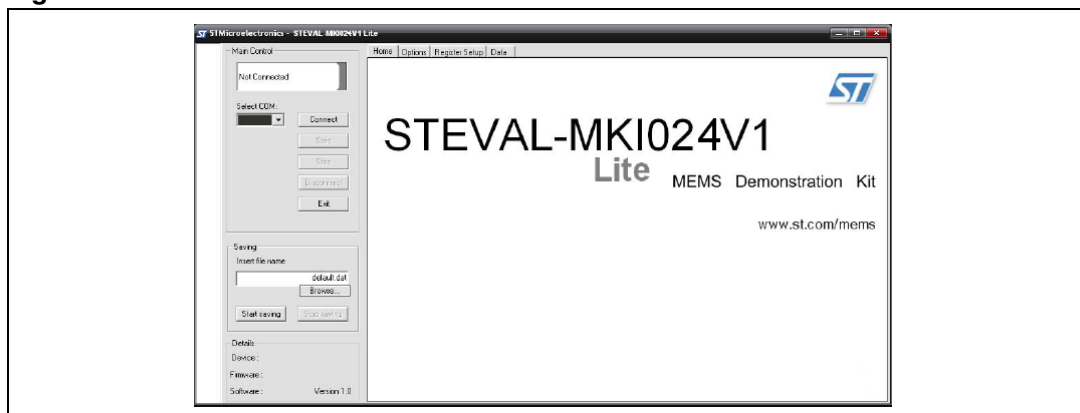 STMicroelectronics - STEVAL-MKI024V1 Lite
Main Control
Not Connected
Select COM:
Connect
Start
Stop
Disconnect
Exit
Saving
Insert file name
default.dat
Browse...
Start saving
Stop saving
Details
Device :
Firmware :
Software : Version 1.0
Home Options Register Setup Data
ST
STEVAL-MKI024V1
Lite
MEMS Demonstration Kit
www.st.com/mems